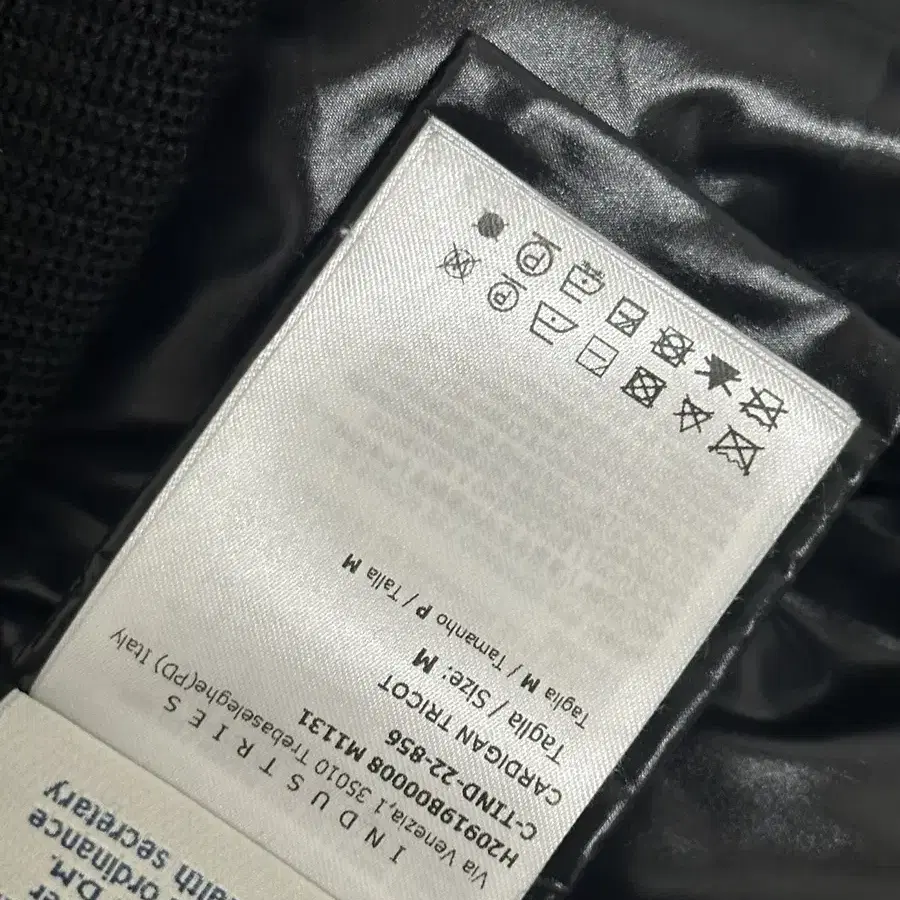 INDUSTRIES
Via Venezia,1 35010 Trebaseleghe(PD) Italy
H20919B00008 M1131
C-TIND-22-856
CARDIGAN TRICOT
Taglia / Size: M
Taglia M / Tamanho P / Talla M
D.M.
ordinance
secretary